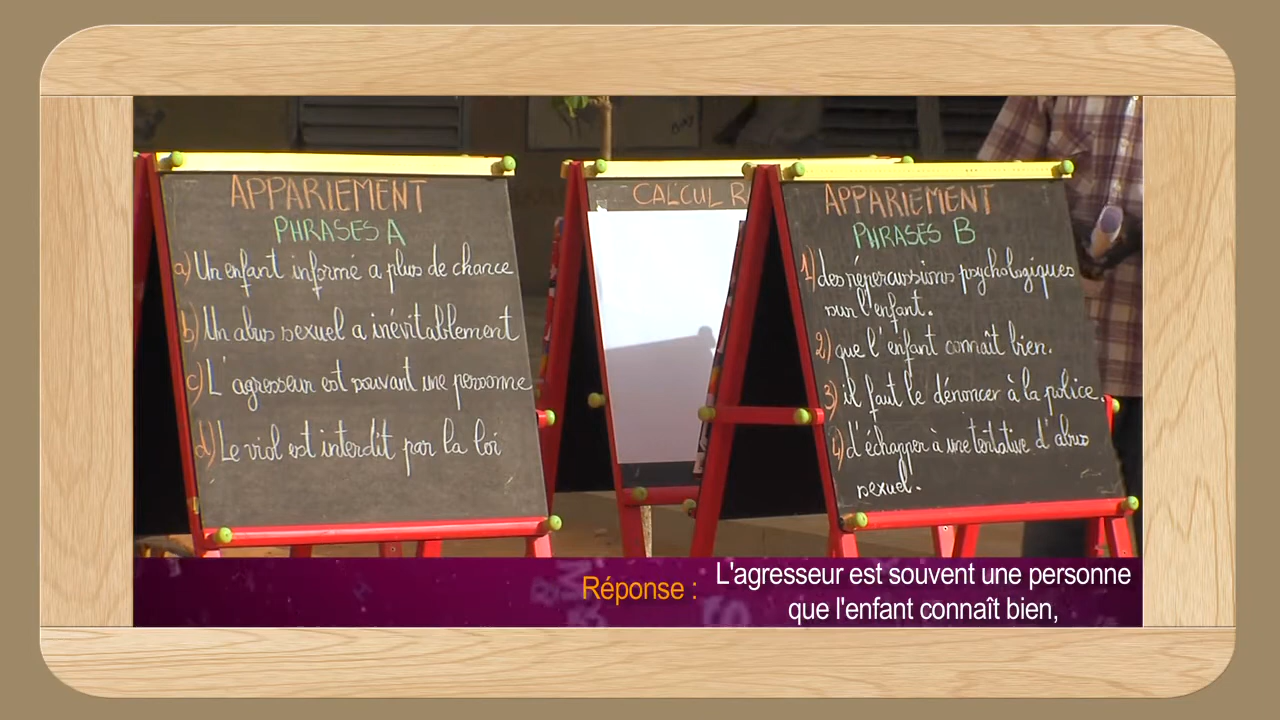 APPARIEMENT
PHRASES A
a) Un enfant informé a plus de chance
b) Un abus sexuel a inévitablement
c) L'agresseur est souvant une personne
d) Le viol est interdit par la loi
CALCUL R
APPARIEMENT
PHRASES B
1) des répercussions psychologiques
sur l'enfant.
2) que l'enfant connaît bien.
3) il faut le dénoncer à la police.
4) d'échapper à une tentative d'abus
sexuel.
Réponse : L'agresseur est souvent une personne
que l'enfant connaît bien,